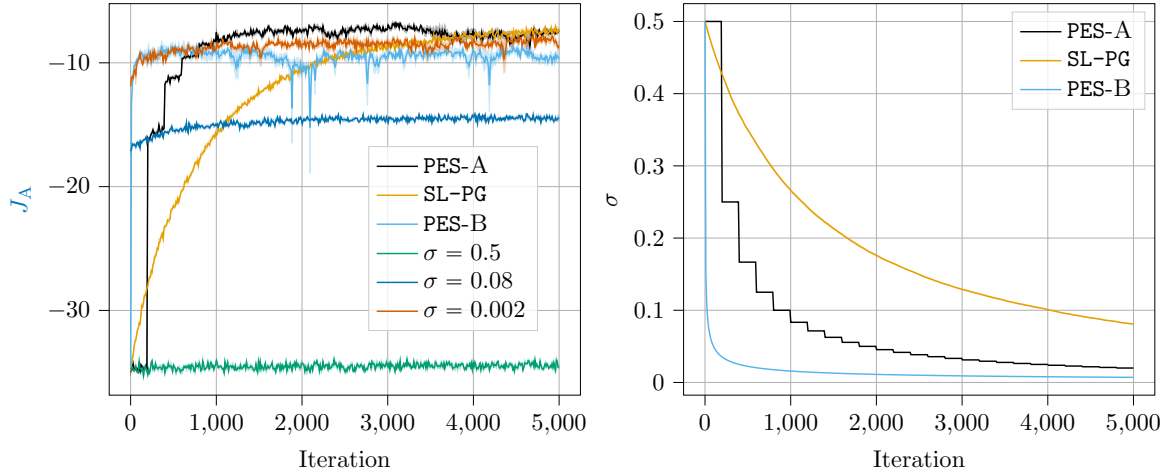 −10
−20
−30
0
1,000
2,000
3,000
4,000
5,000
Iteration
J_A
PES-A
SL-PG
PES-B
σ = 0.5
σ = 0.08
σ = 0.002
0.5
0.4
0.3
0.2
0.1
0
0
1,000
2,000
3,000
4,000
5,000
Iteration
σ
PES-A
SL-PG
PES-B